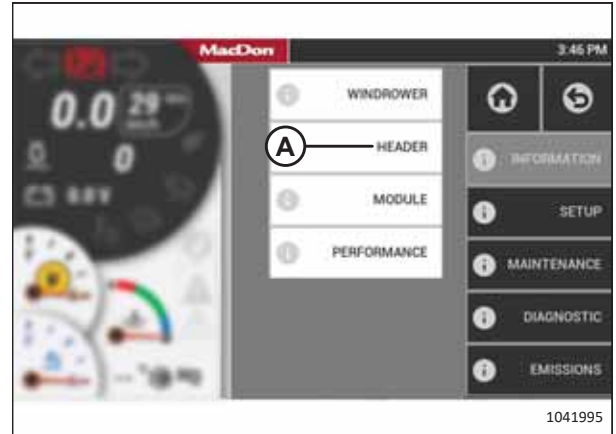 MacDon
3:46 PM
0.0
29
0
WINDROWER
A
HEADER
MODULE
PERFORMANCE
INFORMATION
SETUP
MAINTENANCE
DIAGNOSTIC
EMISSIONS
1041995